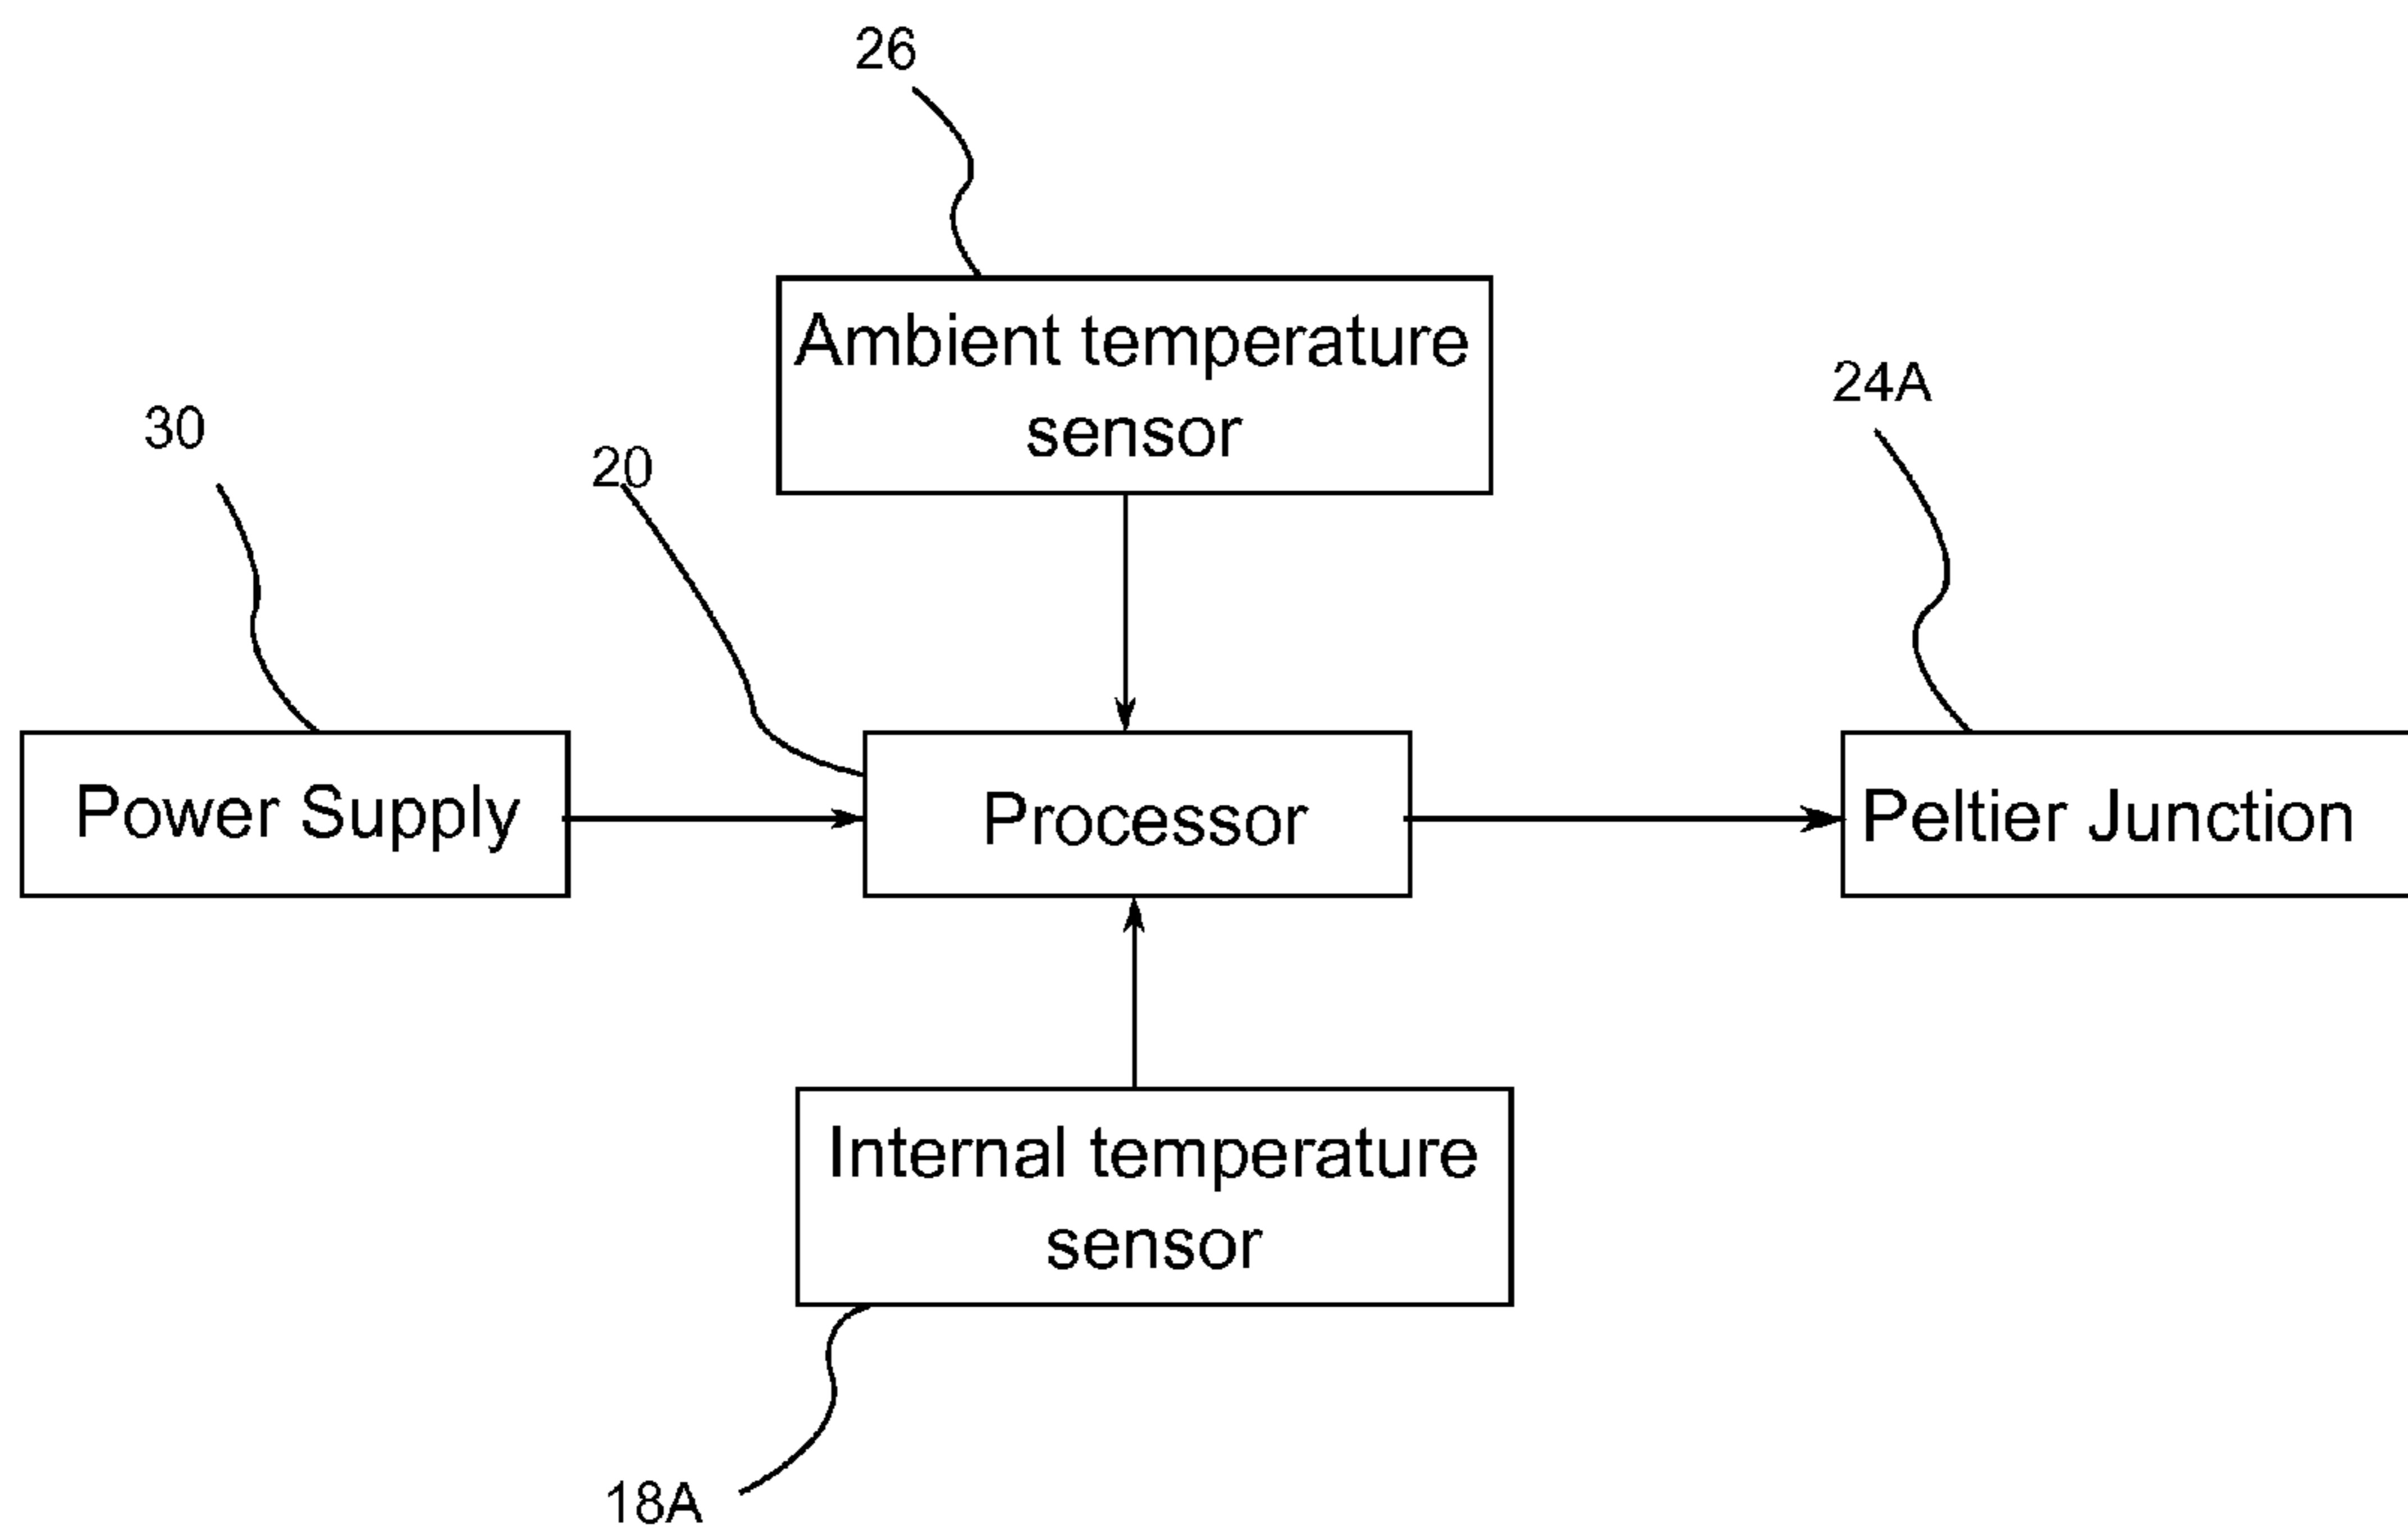 26
Ambient temperature
sensor
24A
30
20
Power Supply
Processor
Peltier Junction
Internal temperature
sensor
18A